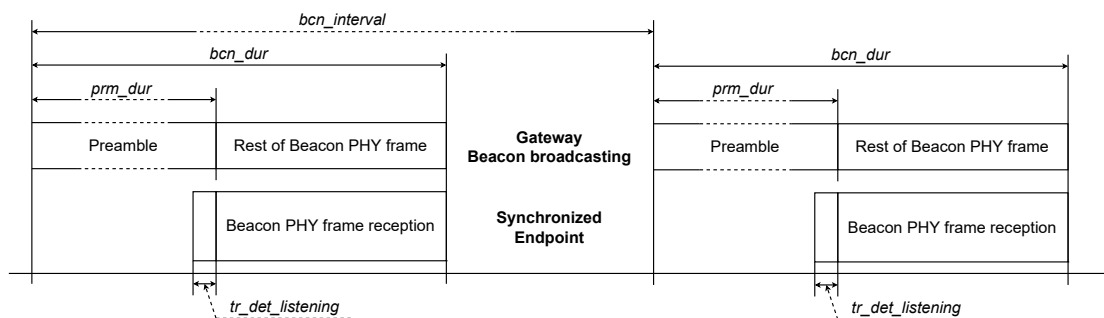 bcn_interval
bcn_dur
bcn_dur
prm_dur
prm_dur
Preamble
Rest of Beacon PHY frame
Gateway
Beacon broadcasting
Preamble
Rest of Beacon PHY frame
Beacon PHY frame reception
Synchronized
Endpoint
Beacon PHY frame reception
tr_det_listening
tr_det_listening